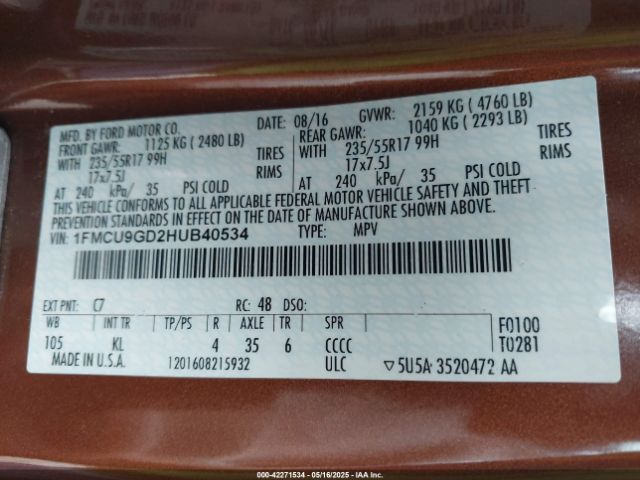 MFD. BY FORD MOTOR CO. DATE: 08/16 GVWR: 2159 KG ( 4760 LB)
FRONT GAWR: 1125 KG ( 2480 LB) REAR GAWR: 1040 KG ( 2293 LB)
WITH 235/55R17 99H TIRES WITH 235/55R17 99H TIRES
17x7.5J RIMS 17x7.5J RIMS
AT 240 kPa/ 35 PSI COLD AT 240 kPa/ 35 PSI COLD
THIS VEHICLE CONFORMS TO ALL APPLICABLE FEDERAL MOTOR VEHICLE SAFETY AND THEFT
PREVENTION STANDARDS IN EFFECT ON THE DATE OF MANUFACTURE SHOWN ABOVE.
VIN: 1FMCU9GD2HUB40534 TYPE: MPV
EXT PNT: C7 RC: 48 DSO:
WB INT TR TP/PS R AXLE TR SPR F0100
105 KL 4 35 6 CCCC T0281
MADE IN U.S.A. 1201608215932 ULC ▽5U5A 3520472 AA
000-42271534 - 05/16/2025 - IAA Inc.